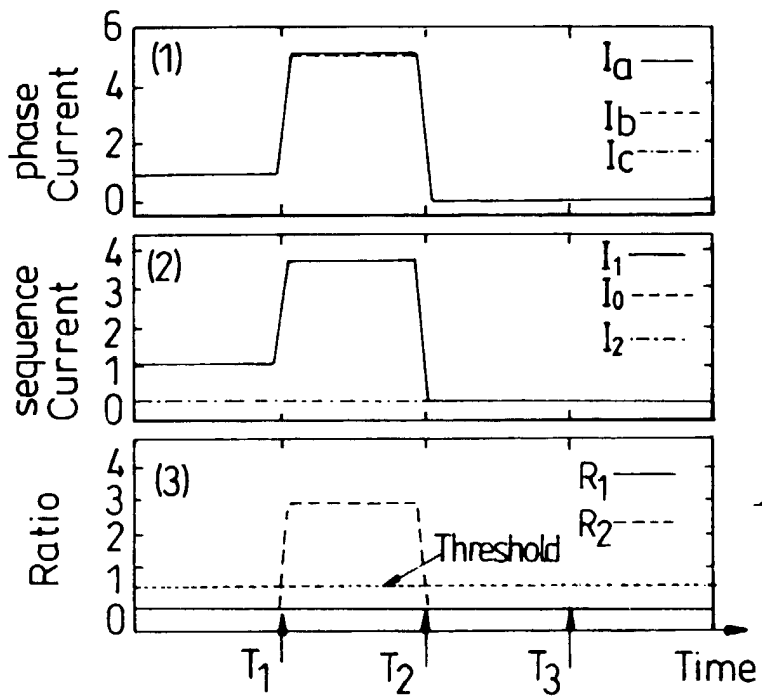 6
4
2
0
phase
Current
(1)
Ia
Ib
Ic
4
3
2
1
0
sequence
Current
(2)
I1
I0
I2
4
3
2
1
0
Ratio
(3)
R1
R2
Threshold
T1
T2
T3
Time